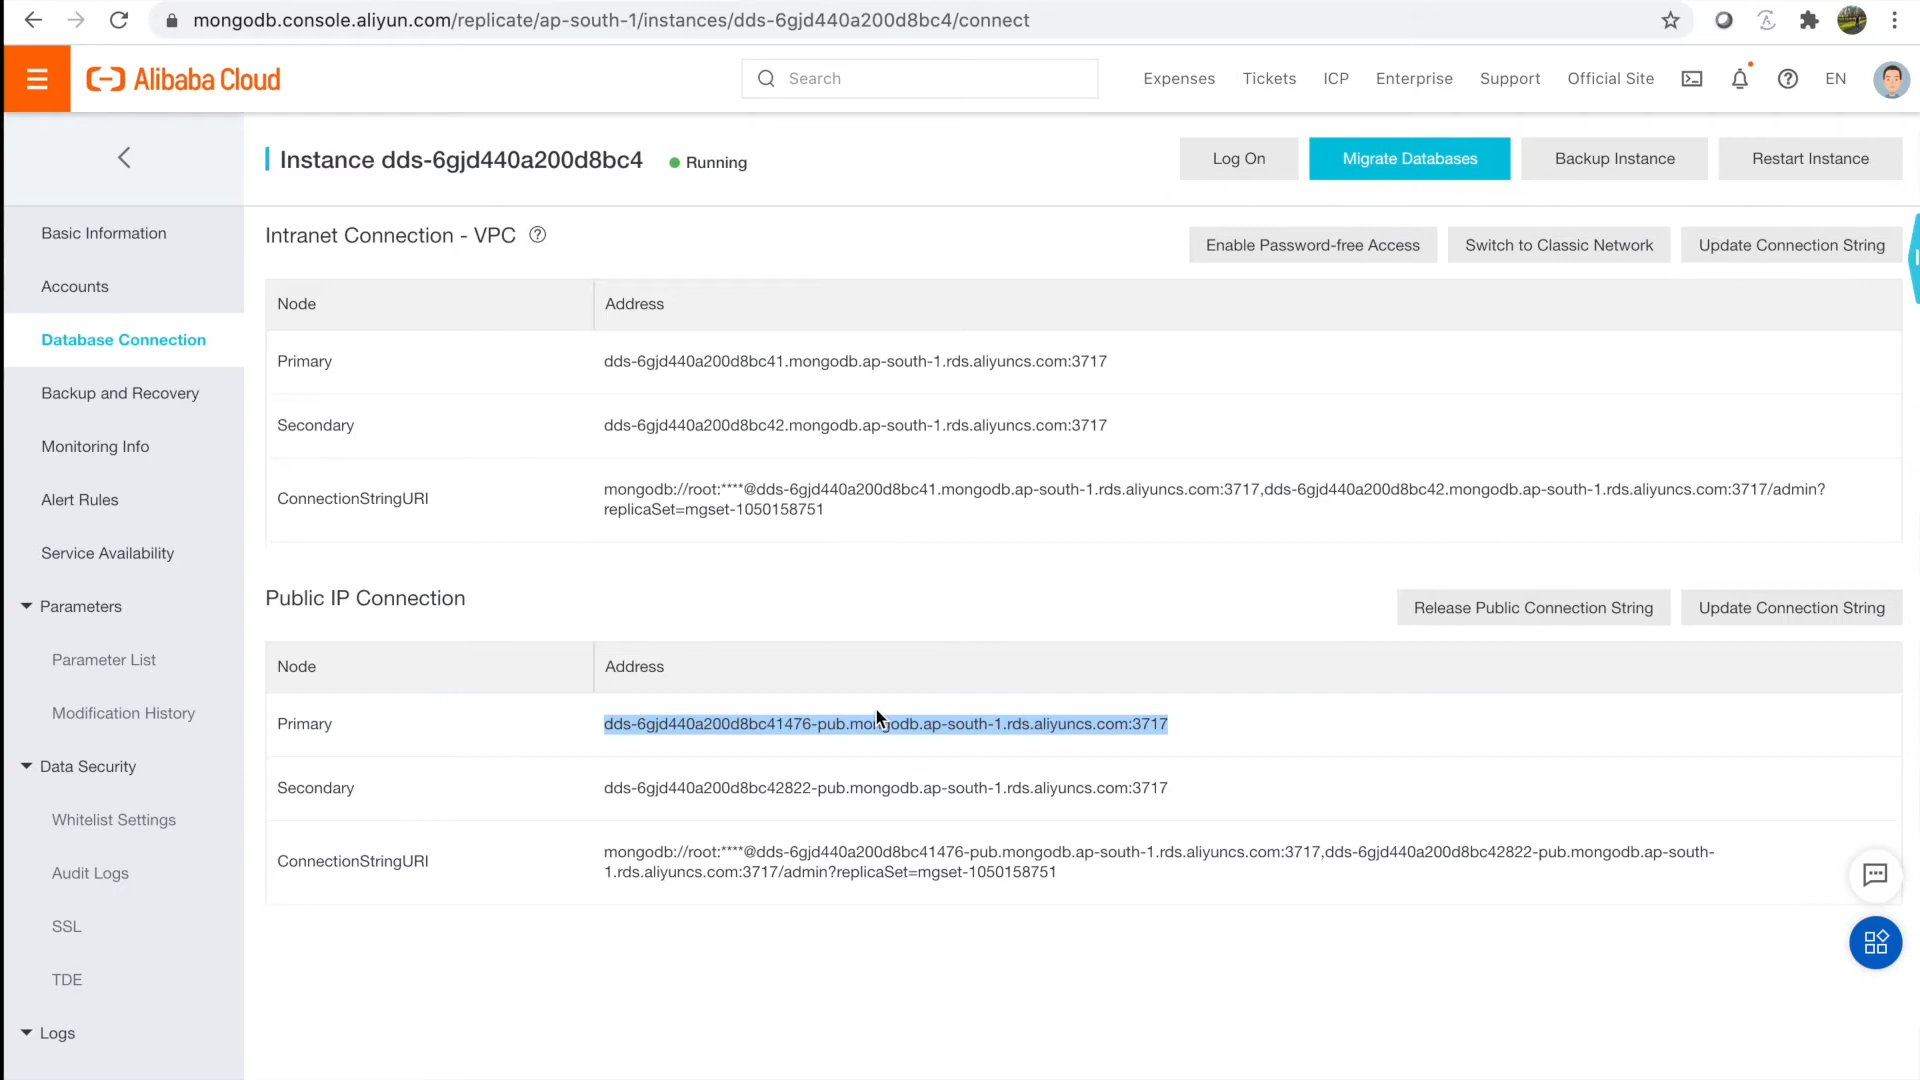 mongodb.console.aliyun.com/replicate/ap-south-1/instances/dds-6gjd440a200d8bc4/connect
Alibaba Cloud
Search
Expenses
Tickets
ICP
Enterprise
Support
Official Site
EN
Instance dds-6gjd440a200d8bc4
Running
Log On
Migrate Databases
Backup Instance
Restart Instance
Basic Information
Accounts
Database Connection
Backup and Recovery
Monitoring Info
Alert Rules
Service Availability
Parameters
Parameter List
Modification History
Data Security
Whitelist Settings
Audit Logs
SSL
TDE
Logs
Intranet Connection - VPC
Enable Password-free Access
Switch to Classic Network
Update Connection String
Node
Address
Primary
dds-6gjd440a200d8bc41.mongodb.ap-south-1.rds.aliyuncs.com:3717
Secondary
dds-6gjd440a200d8bc42.mongodb.ap-south-1.rds.aliyuncs.com:3717
ConnectionStringURI
mongodb://root:****@dds-6gjd440a200d8bc41.mongodb.ap-south-1.rds.aliyuncs.com:3717,dds-6gjd440a200d8bc42.mongodb.ap-south-1.rds.aliyuncs.com:3717/admin?
replicaSet=mgset-1050158751
Public IP Connection
Release Public Connection String
Update Connection String
Node
Address
Primary
dds-6gjd440a200d8bc41476-pub.mongodb.ap-south-1.rds.aliyuncs.com:3717
Secondary
dds-6gjd440a200d8bc42822-pub.mongodb.ap-south-1.rds.aliyuncs.com:3717
ConnectionStringURI
mongodb://root:****@dds-6gjd440a200d8bc41476-pub.mongodb.ap-south-1.rds.aliyuncs.com:3717,dds-6gjd440a200d8bc42822-pub.mongodb.ap-south-
1.rds.aliyuncs.com:3717/admin?replicaSet=mgset-1050158751